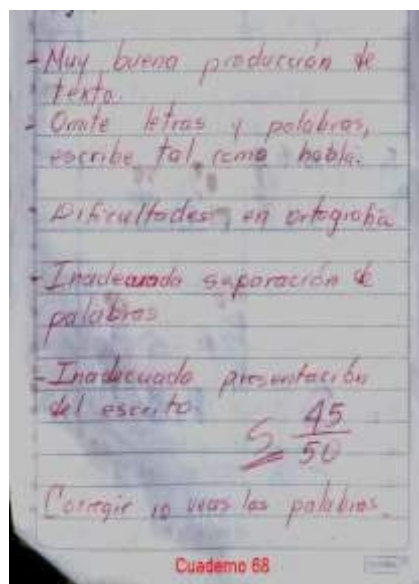 - Muy buena producción de
texto.
- Omite letras y palabras,
escribe tal como habla.
- Dificultades en ortografía
- Inadecuada separación de
palabras
- Inadecuada presentación
del escrito.
S 45/50
Corregir 10 veces las palabras.
Cuaderno 68